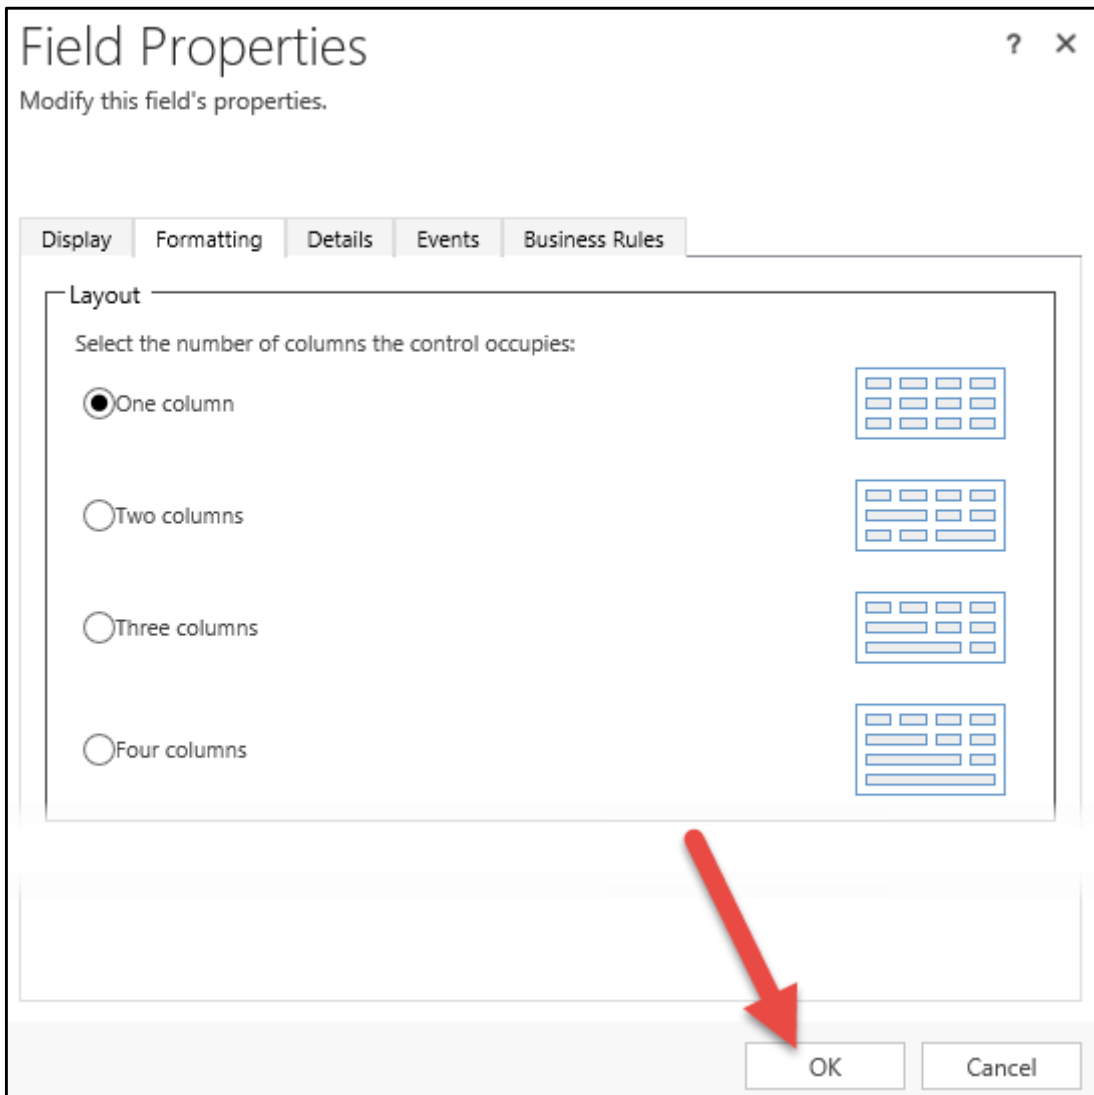 Field Properties
? ✕
Modify this field's properties.
Display Formatting Details Events Business Rules
Layout
Select the number of columns the control occupies:
One column
Two columns
Three columns
Four columns
OK Cancel